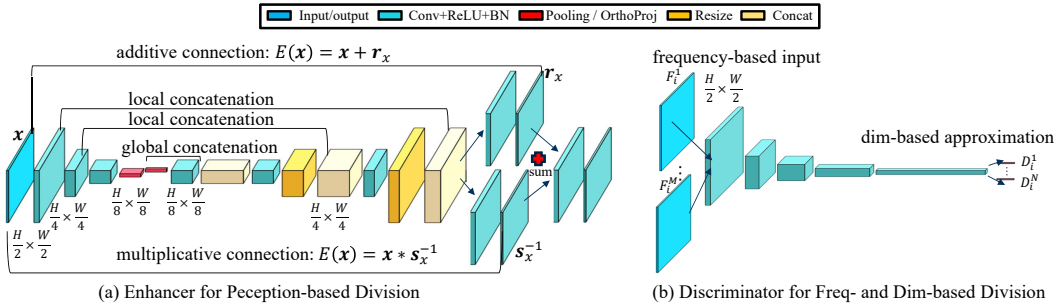 Input/output Conv+ReLU+BN Pooling / OrthoProj Resize Concat
additive connection: E(x) = x + r_x
r_x
local concatenation
local concatenation
global concatenation
x
sum
H/2 × W/2
H/4 × W/4
H/8 × W/8
H/8 × W/8
H/4 × W/4
s_x^{-1}
multiplicative connection: E(x) = x * s_x^{-1}
(a) Enhancer for Peception-based Division
frequency-based input
F_i^1
H/2 × W/2
F_i^M
dim-based approximation
D_i^1
D_i^N
(b) Discriminator for Freq- and Dim-based Division